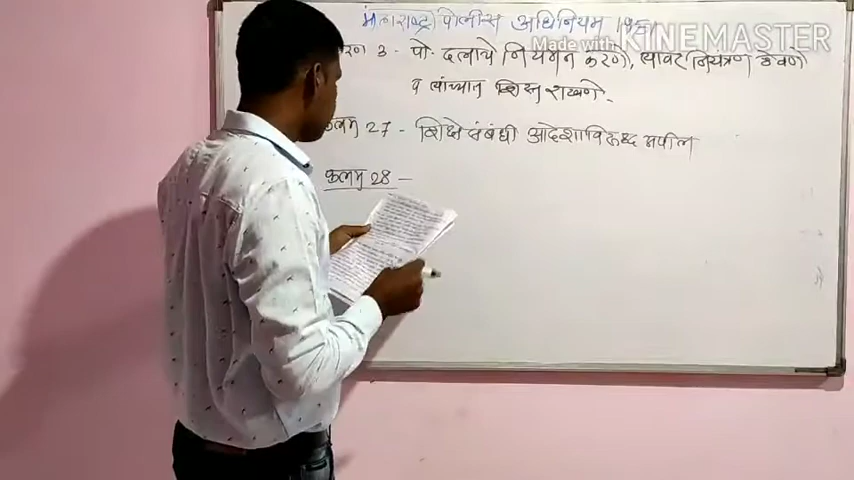 महाराष्ट्र पोलीस अधिनियम 1951
Made with KINEMASTER
3 - पो. दलाचे नियमन करणे, त्यावर नियंत्रण ठेवणे
व त्यांच्यात शिस्त राखणे.
कलम 27 - शिक्षेसंबंधी आदेशाविरुध्द अपील
कलम 28 -